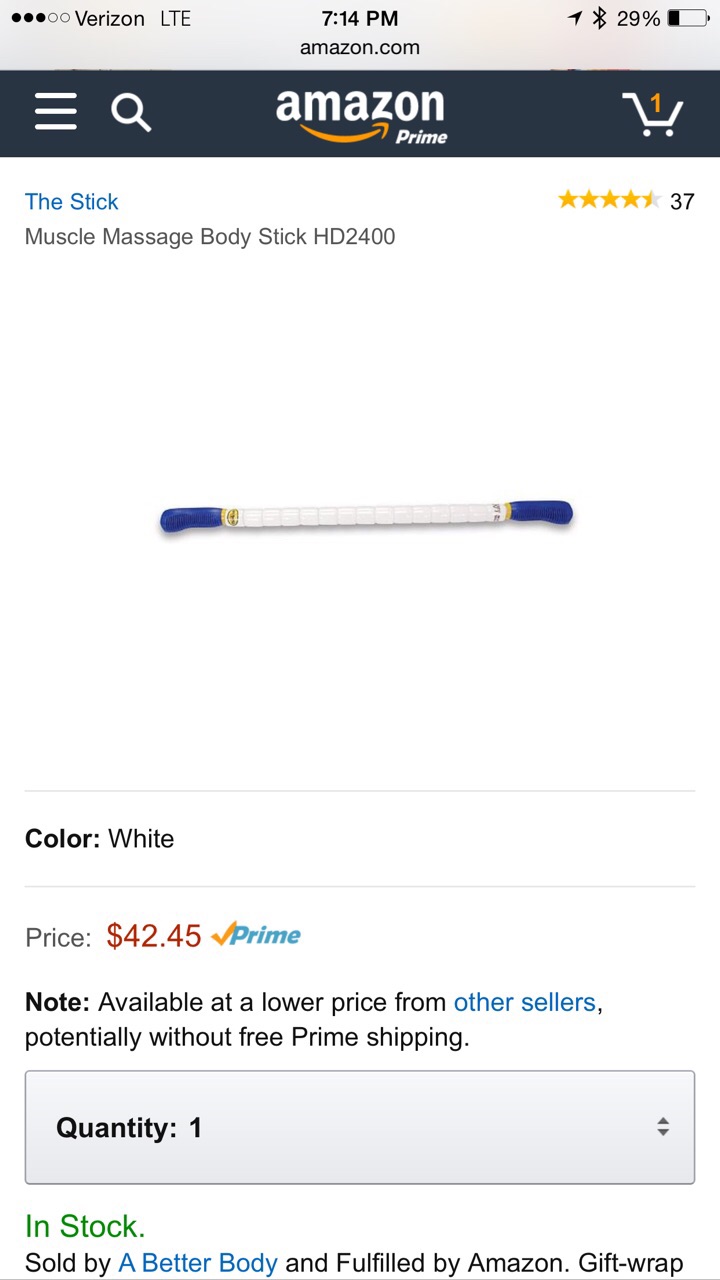 Verizon LTE 7:14 PM 29%
amazon.com
amazon Prime 1
The Stick 37
Muscle Massage Body Stick HD2400
Color: White
Price: $42.45 Prime
Note: Available at a lower price from other sellers,
potentially without free Prime shipping.
Quantity: 1
In Stock.
Sold by A Better Body and Fulfilled by Amazon. Gift-wrap